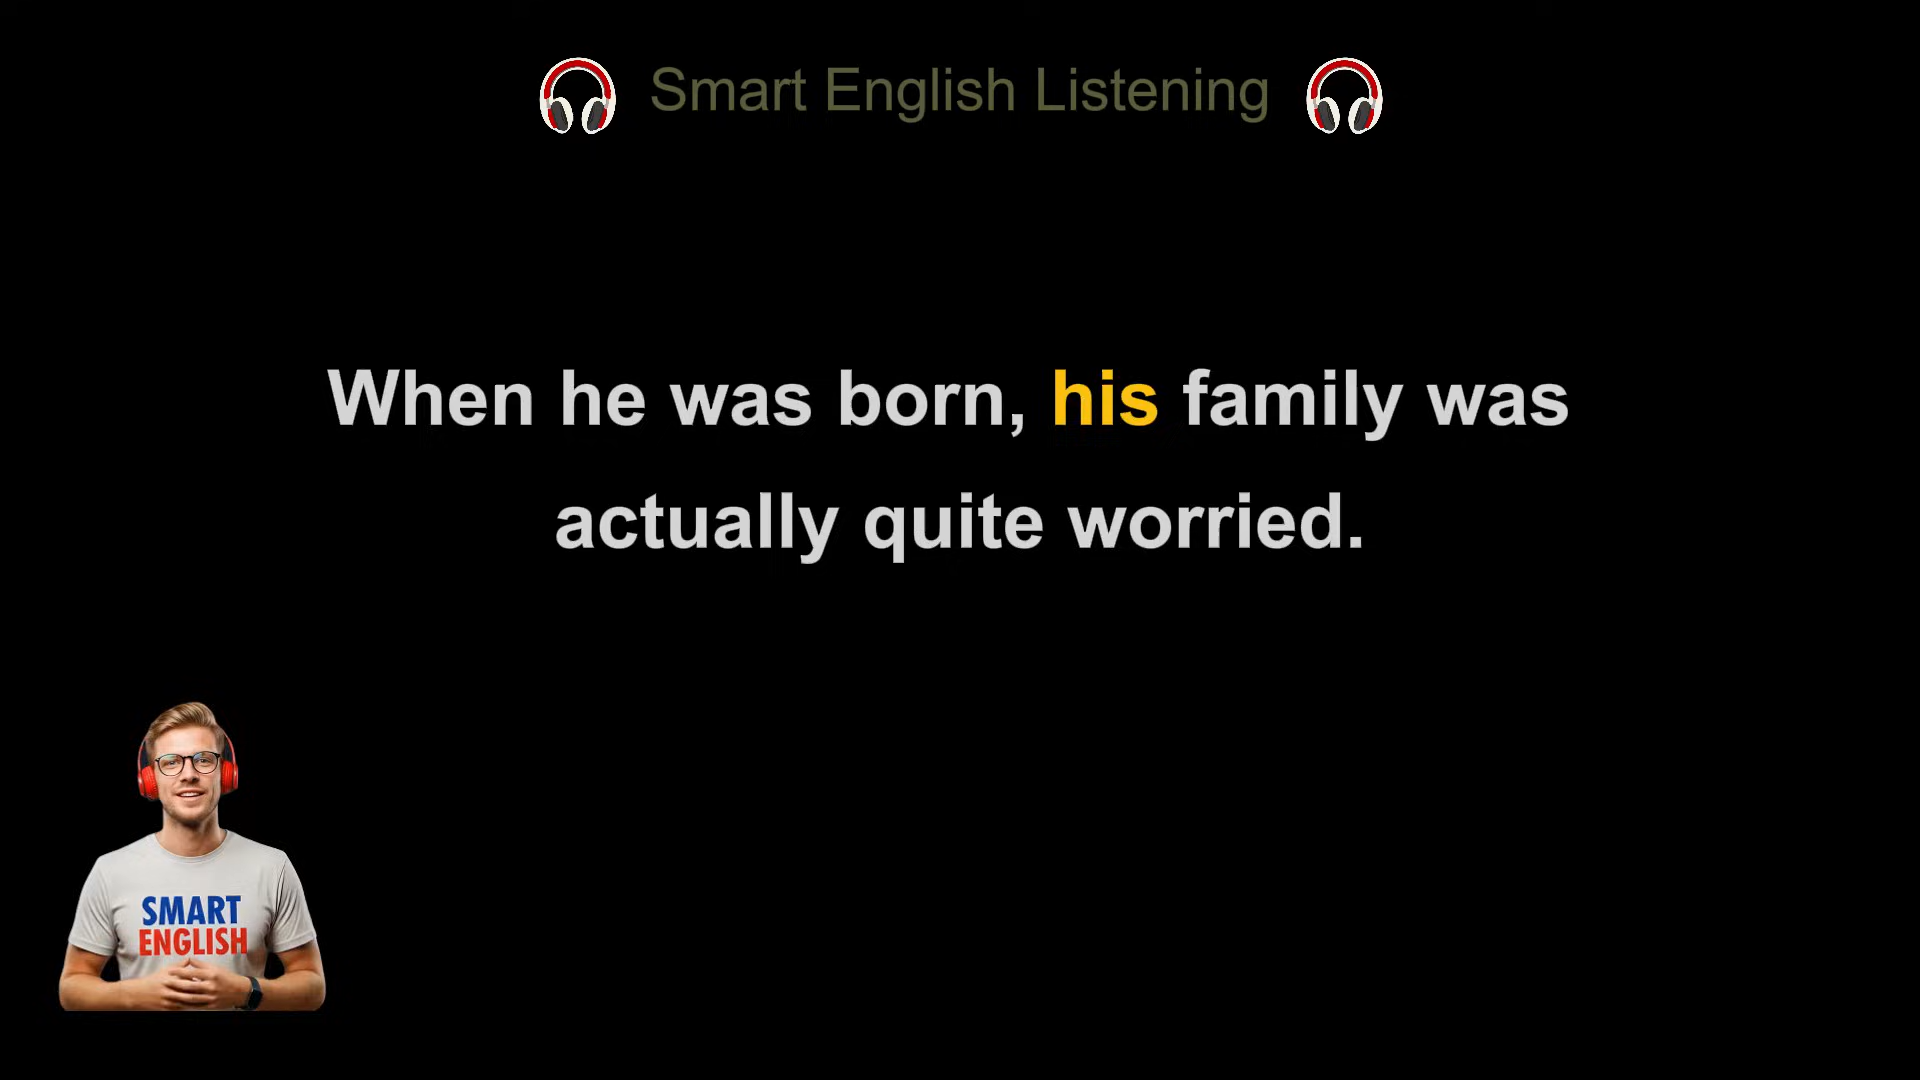 Smart English Listening
When he was born, his family was
actually quite worried.
SMART
ENGLISH